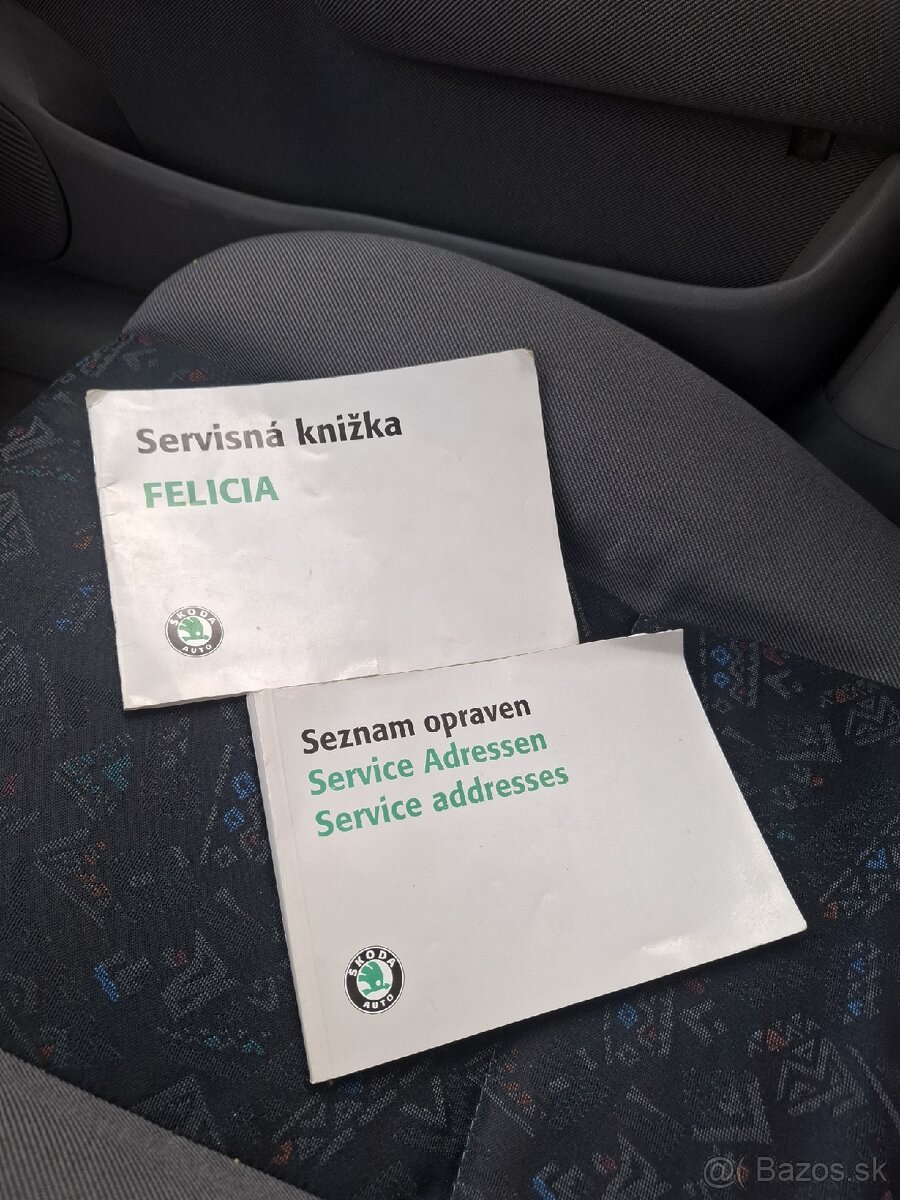 Servisná knižka
FELICIA
ŠKODA
AUTO
Seznam opraven
Service Adressen
Service addresses
ŠKODA
AUTO
@( Bazos.sk